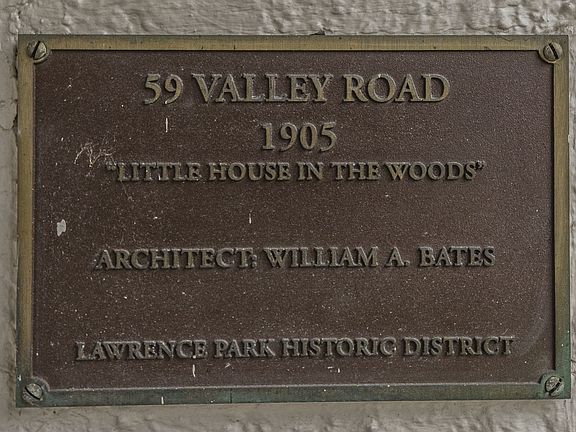 59 VALLEY ROAD
1905
"LITTLE HOUSE IN THE WOODS"
ARCHITECT: WILLIAM A. BATES
LAWRENCE PARK HISTORIC DISTRICT